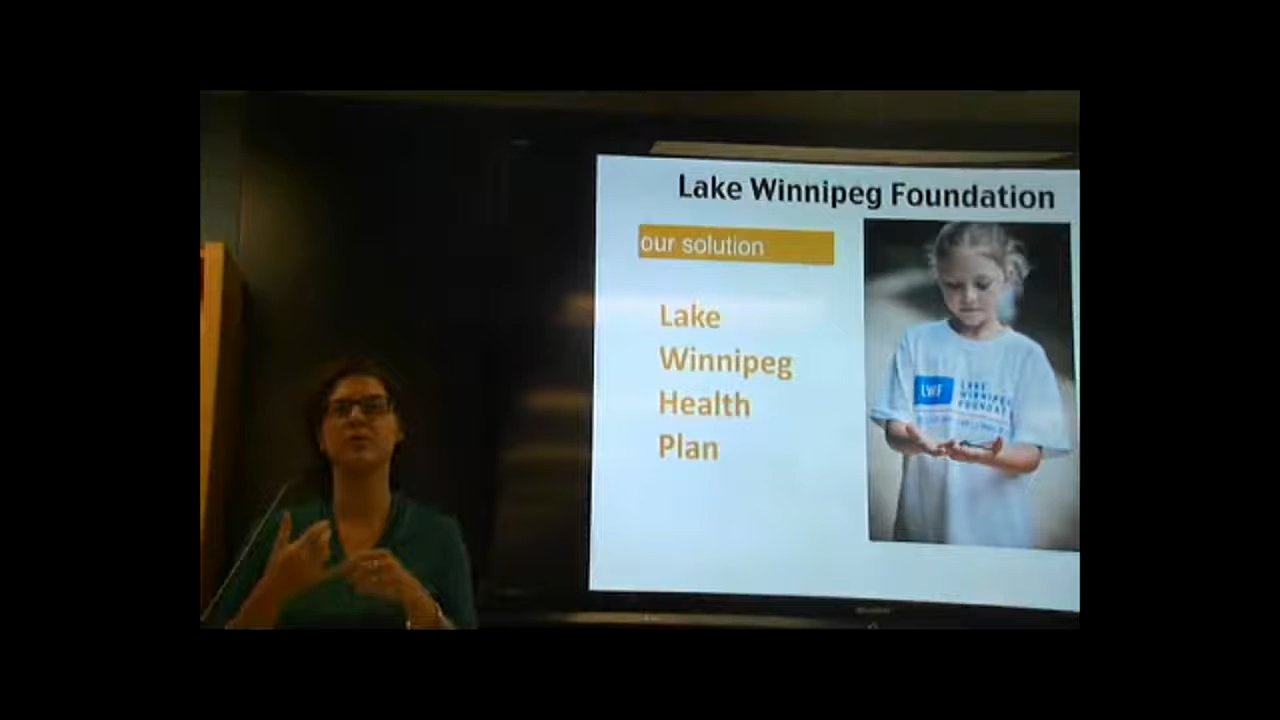 Lake Winnipeg Foundation
our solution
Lake
Winnipeg
Health
Plan
LWF
LAKE
WINNIPEG
FOUNDATION